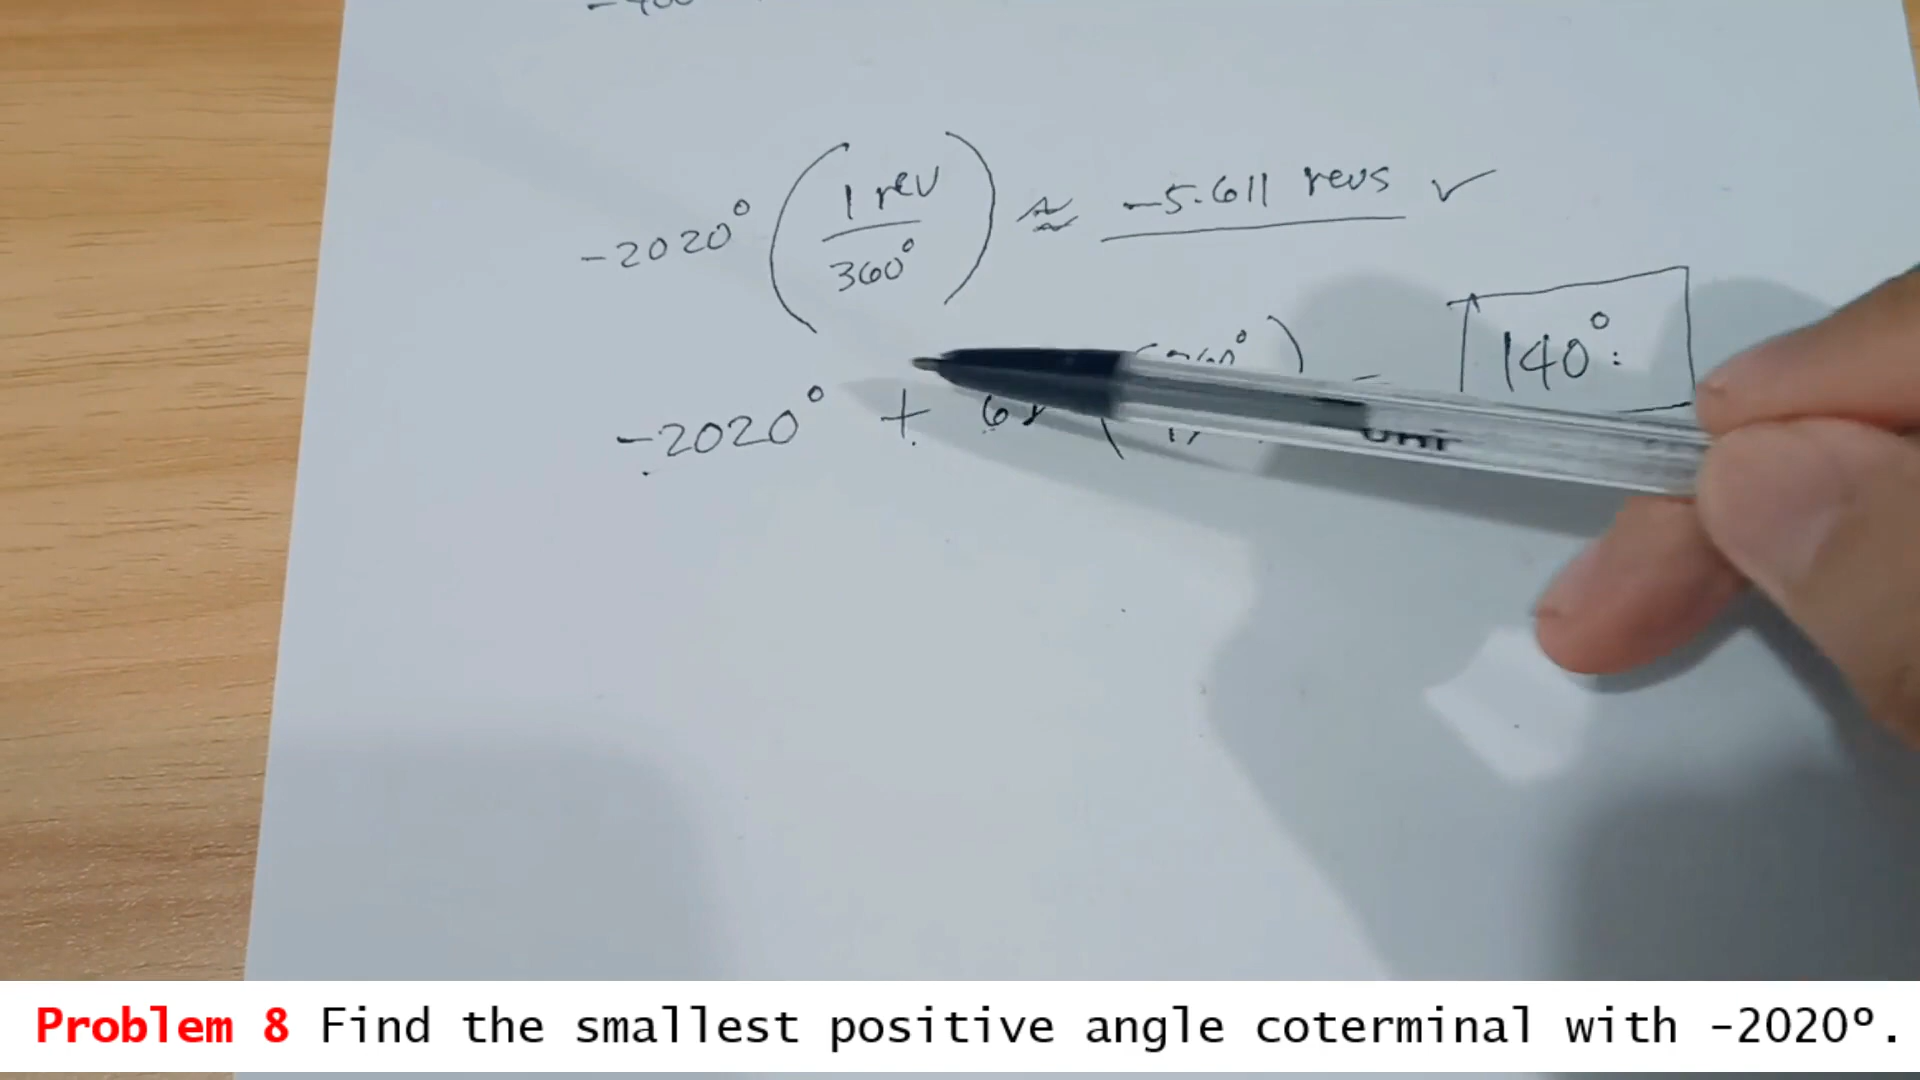 -2020° ( 1 rev / 360° ) ≈ -5.611 revs ✓
-2020° + 140°
Problem 8 Find the smallest positive angle coterminal with -2020°.